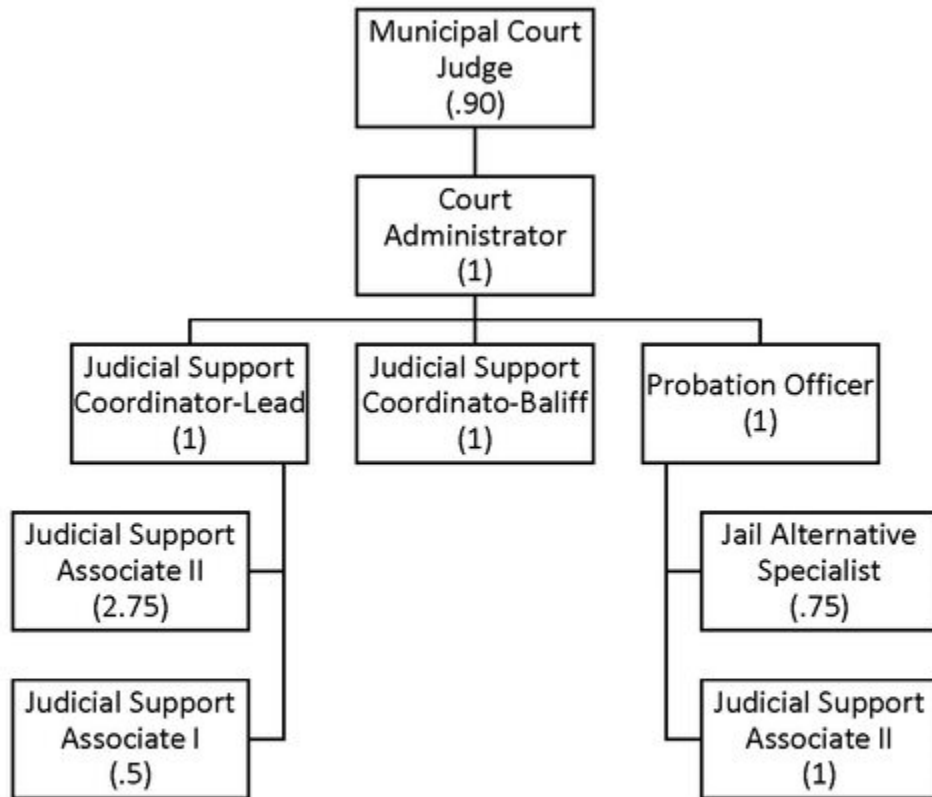 Municipal Court
Judge
(.90)
Court
Administrator
(1)
Judicial Support
Coordinator-Lead
(1)
Judicial Support
Coordinato-Baliff
(1)
Probation Officer
(1)
Judicial Support
Associate II
(2.75)
Jail Alternative
Specialist
(.75)
Judicial Support
Associate I
(.5)
Judicial Support
Associate II
(1)